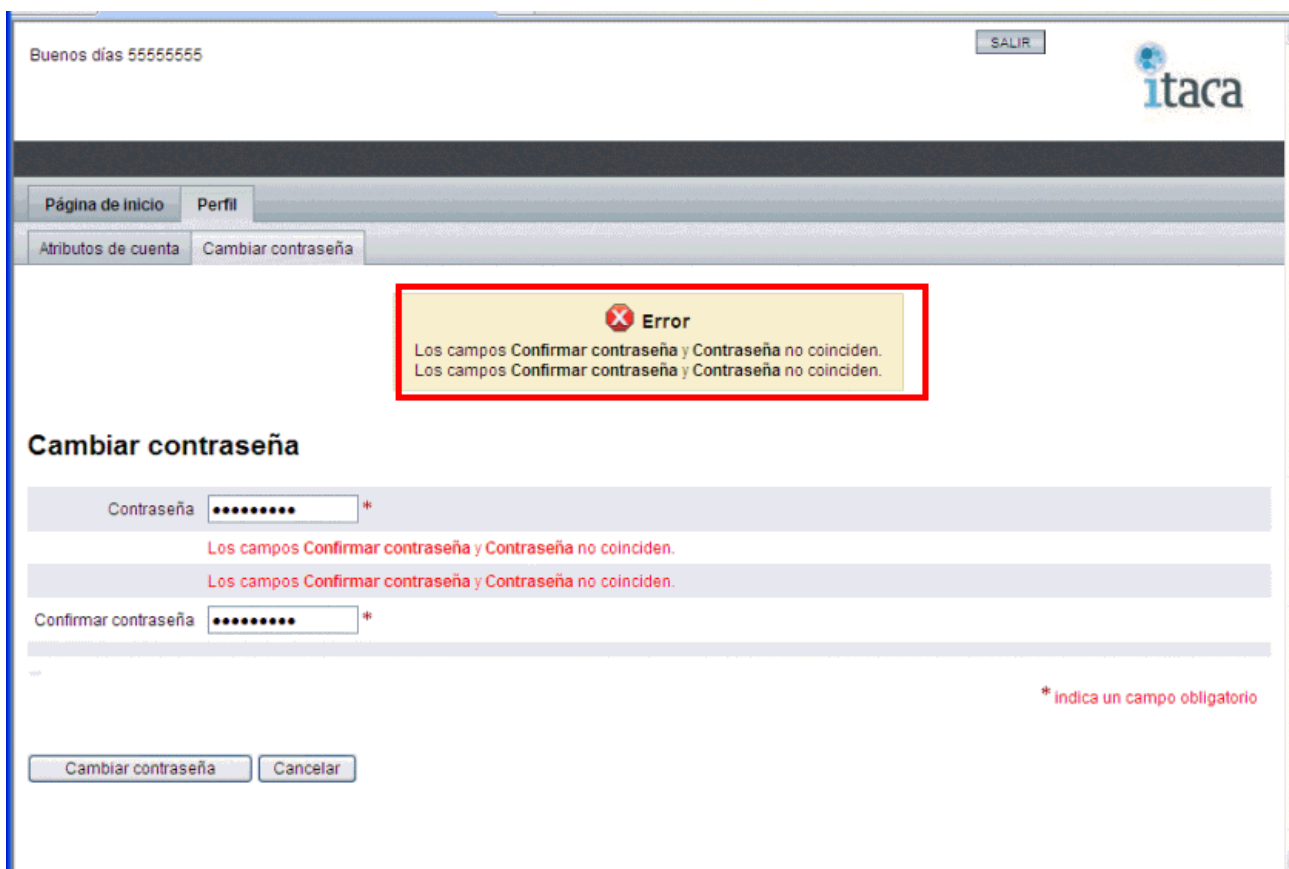 Buenos días 55555555
SALIR
itaca
Página de inicio Perfil
Atributos de cuenta Cambiar contraseña
Error
Los campos Confirmar contraseña y Contraseña no coinciden.
Los campos Confirmar contraseña y Contraseña no coinciden.
Cambiar contraseña
Contraseña ●●●●●●●●● *
Los campos Confirmar contraseña y Contraseña no coinciden.
Los campos Confirmar contraseña y Contraseña no coinciden.
Confirmar contraseña ●●●●●●●●● *
* indica un campo obligatorio
Cambiar contraseña Cancelar